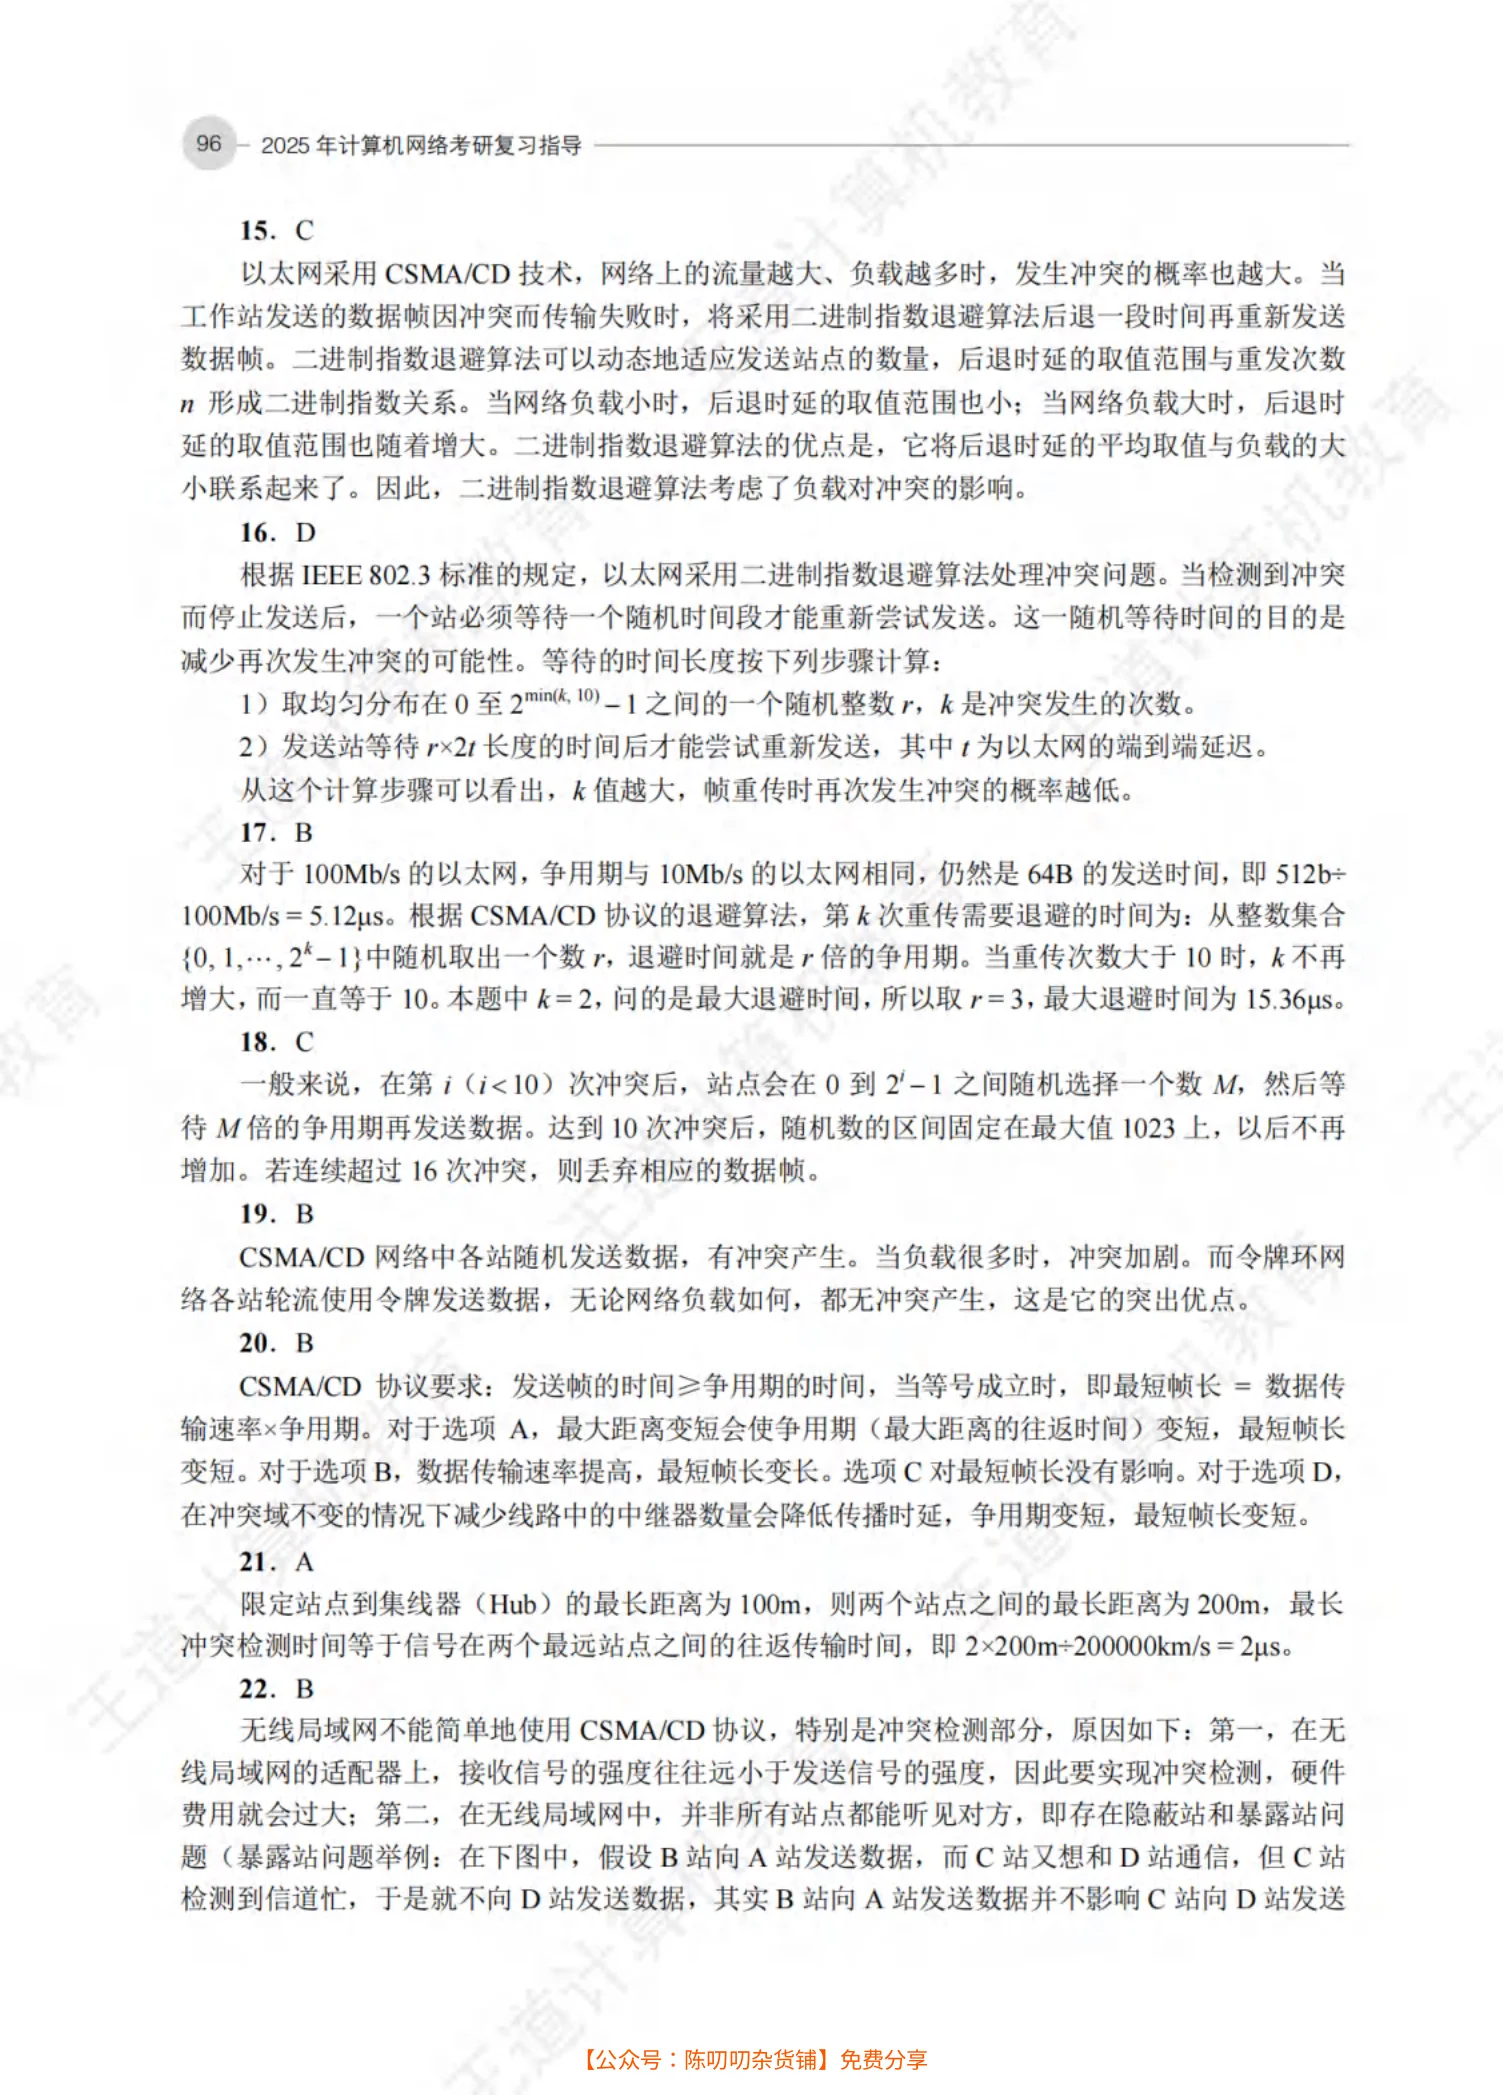 96 2025 年计算机网络考研复习指导
15. C
以太网采用 CSMA/CD 技术，网络上的流量越大、负载越多时，发生冲突的概率也越大。当
工作站发送的数据帧因冲突而传输失败时，将采用二进制指数退避算法后退一段时间再重新发送
数据帧。二进制指数退避算法可以动态地适应发送站点的数量，后退时延的取值范围与重发次数
n 形成二进制指数关系。当网络负载小时，后退时延的取值范围也小；当网络负载大时，后退时
延的取值范围也随着增大。二进制指数退避算法的优点是，它将后退时延的平均取值与负载的大
小联系起来了。因此，二进制指数退避算法考虑了负载对冲突的影响。
16. D
根据 IEEE 802.3 标准的规定，以太网采用二进制指数退避算法处理冲突问题。当检测到冲突
而停止发送后，一个站必须等待一个随机时间段才能重新尝试发送。这一随机等待时间的目的是
减少再次发生冲突的可能性。等待的时间长度按下列步骤计算：
1）取均匀分布在 0 至 2^min(k, 10) – 1 之间的一个随机整数 r，k 是冲突发生的次数。
2）发送站等待 r×2t 长度的时间后才能尝试重新发送，其中 t 为以太网的端到端延迟。
从这个计算步骤可以看出，k 值越大，帧重传时再次发生冲突的概率越低。
17. B
对于 100Mb/s 的以太网，争用期与 10Mb/s 的以太网相同，仍然是 64B 的发送时间，即 512b÷
100Mb/s = 5.12μs。根据 CSMA/CD 协议的退避算法，第 k 次重传需要退避的时间为：从整数集合
{0, 1,⋯, 2^k – 1}中随机取出一个数 r，退避时间就是 r 倍的争用期。当重传次数大于 10 时，k 不再
增大，而一直等于 10。本题中 k = 2，问的是最大退避时间，所以取 r = 3，最大退避时间为 15.36μs。
18. C
一般来说，在第 i（i < 10）次冲突后，站点会在 0 到 2^i – 1 之间随机选择一个数 M，然后等
待 M 倍的争用期再发送数据。达到 10 次冲突后，随机数的区间固定在最大值 1023 上，以后不再
增加。若连续超过 16 次冲突，则丢弃相应的数据帧。
19. B
CSMA/CD 网络中各站随机发送数据，有冲突产生。当负载很多时，冲突加剧。而令牌环网
络各站轮流使用令牌发送数据，无论网络负载如何，都无冲突产生，这是它的突出优点。
20. B
CSMA/CD 协议要求：发送帧的时间≥争用期的时间，当等号成立时，即最短帧长 = 数据传
输速率×争用期。对于选项 A，最大距离变短会使争用期（最大距离的往返时间）变短，最短帧长
变短。对于选项 B，数据传输速率提高，最短帧长变长。选项 C 对最短帧长没有影响。对于选项 D，
在冲突域不变的情况下减少线路中的中继器数量会降低传播时延，争用期变短，最短帧长变短。
21. A
限定站点到集线器（Hub）的最长距离为 100m，则两个站点之间的最长距离为 200m，最长
冲突检测时间等于信号在两个最远站点之间的往返传输时间，即 2×200m÷200000km/s = 2μs。
22. B
无线局域网不能简单地使用 CSMA/CD 协议，特别是冲突检测部分，原因如下：第一，在无
线局域网的适配器上，接收信号的强度往往远小于发送信号的强度，因此要实现冲突检测，硬件
费用就会过大；第二，在无线局域网中，并非所有站点都能听见对方，即存在隐蔽站和暴露站问
题（暴露站问题举例：在下图中，假设 B 站向 A 站发送数据，而 C 站又想和 D 站通信，但 C 站
检测到信道忙，于是就不向 D 站发送数据，其实 B 站向 A 站发送数据并不影响 C 站向 D 站发送
【公众号：陈叨叨杂货铺】免费分享
王道计算机教育